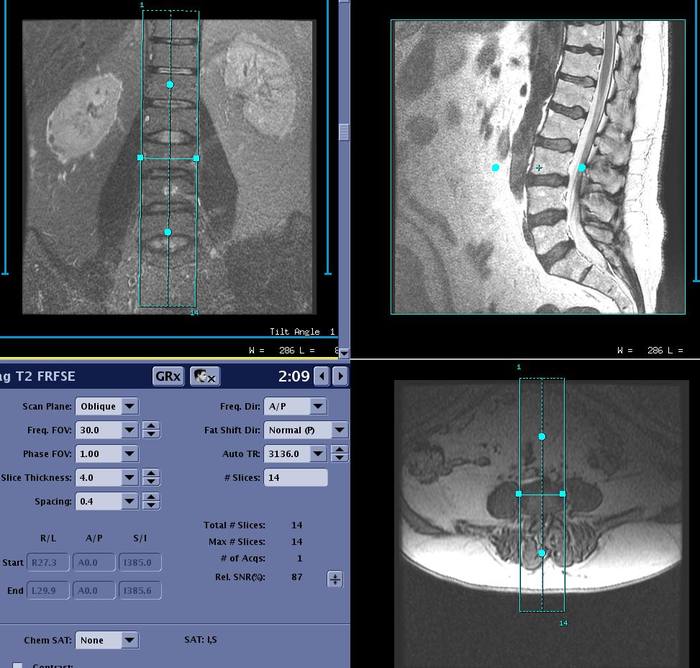 1
14
Tilt Angle 1
W = 286 L =
W = 286 L =
ng T2 FRFSE
GRx
x
2:09
Scan Plane: Oblique
Freq. Dir: A/P
Freq. FOV: 30.0
Fat Shift Dir: Normal (P)
Phase FOV: 1.00
Auto TR: 3136.0
Slice Thickness: 4.0
# Slices: 14
Spacing: 0.4
Total # Slices: 14
R/L A/P S/I
Max # Slices: 14
Start R27.3 A0.0 I385.0
# of Acqs: 1
Rel. SNR(%): 87
End L29.9 A0.0 I385.6
Chem SAT: None
SAT: I,S
Contrast:
1
14